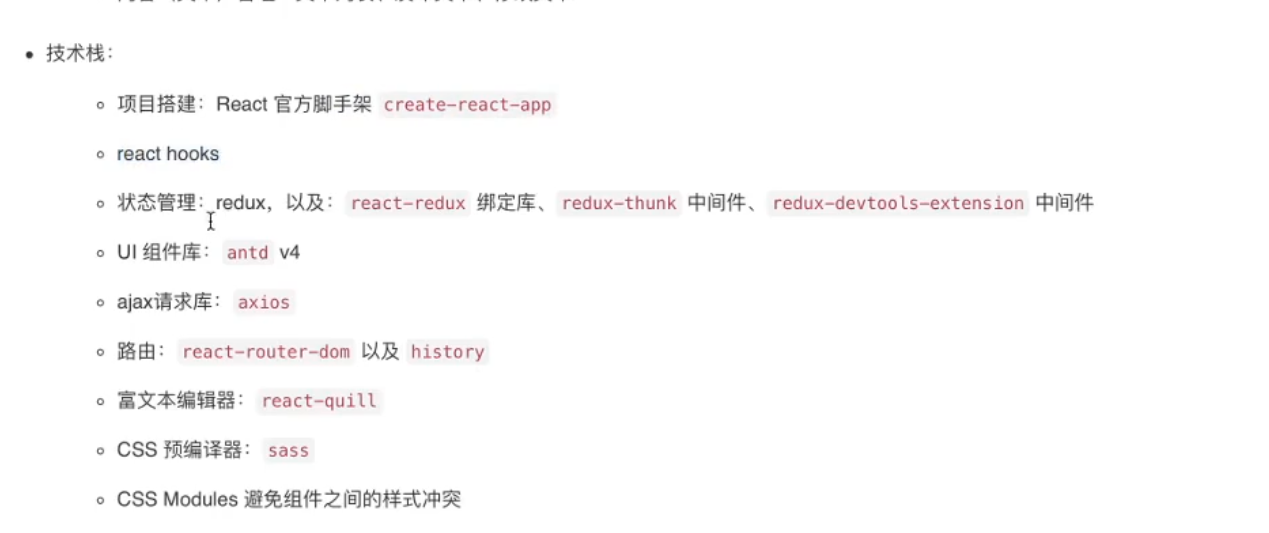 技术栈：
项目搭建：React 官方脚手架 create-react-app
react hooks
状态管理：redux，以及：react-redux 绑定库、redux-thunk 中间件、redux-devtools-extension 中间件
UI 组件库：antd v4
ajax请求库：axios
路由：react-router-dom 以及 history
富文本编辑器：react-quill
CSS 预编译器：sass
CSS Modules 避免组件之间的样式冲突